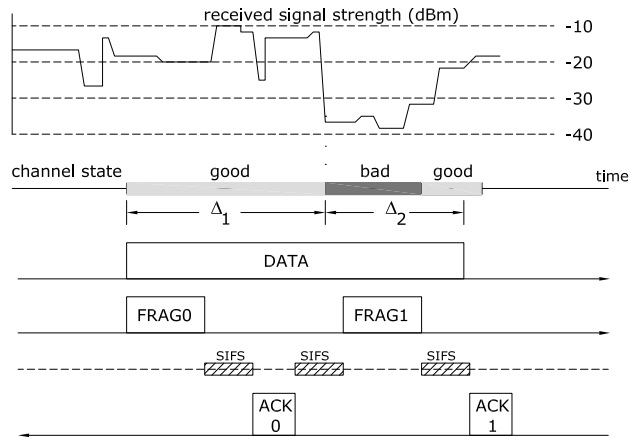 received signal strength (dBm)
-10
-20
-30
-40
channel state
good
bad
good
time
Δ1
Δ2
DATA
FRAG0
FRAG1
SIFS
SIFS
SIFS
ACK
0
ACK
1